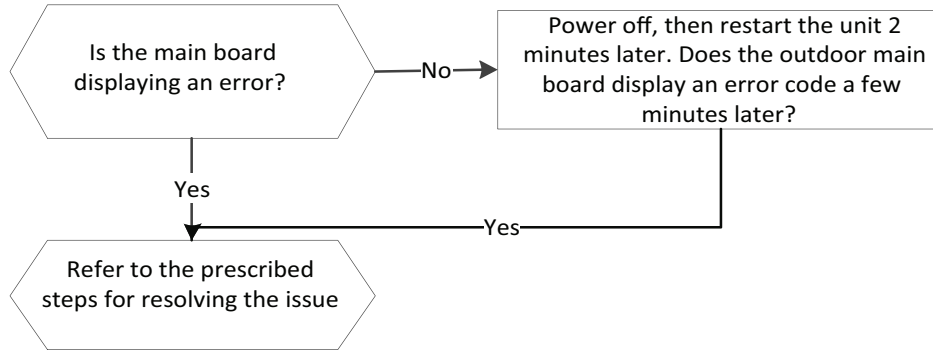 Is the main board
displaying an error?
No
Power off, then restart the unit 2
minutes later. Does the outdoor main
board display an error code a few
minutes later?
Yes
Yes
Refer to the prescribed
steps for resolving the issue